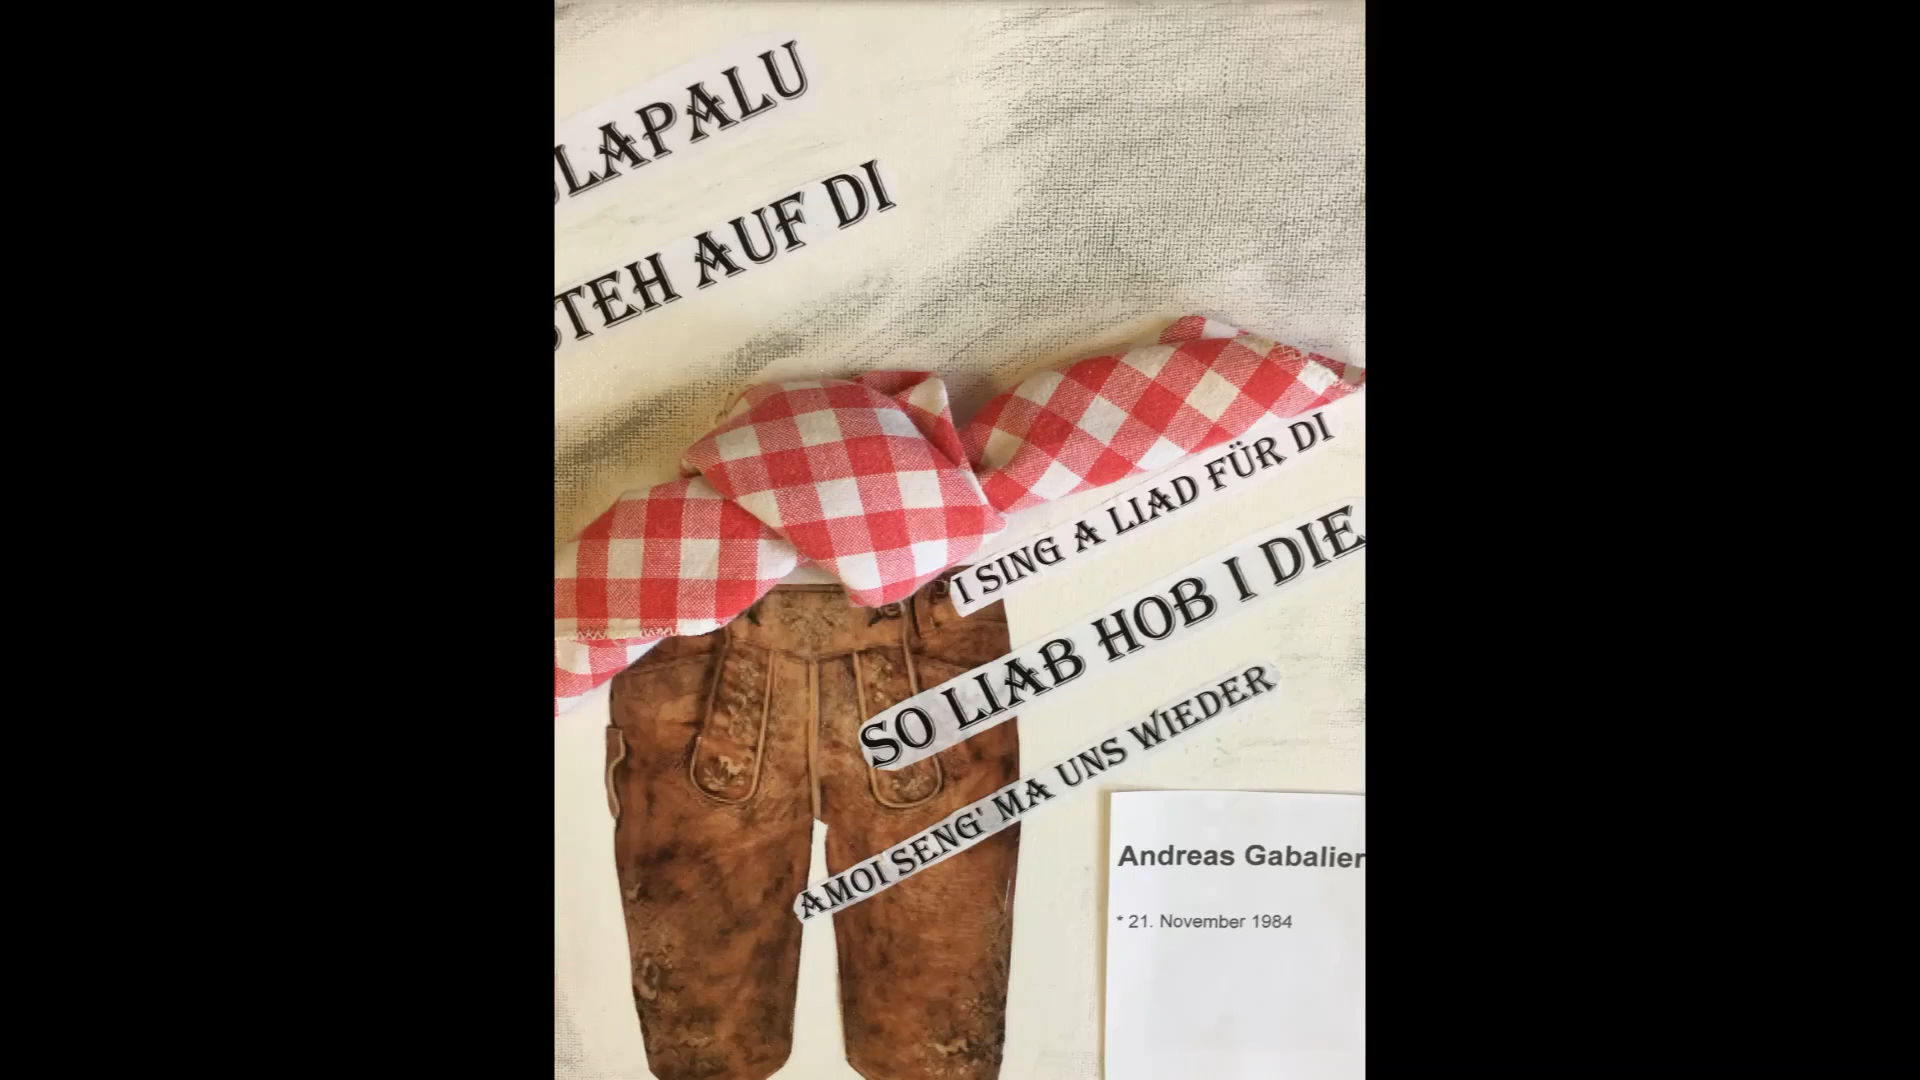 LAPALU
STEH AUF DI
I SING A LIAD FÜR DI
SO LIAB HOB I DIE
AMOI SENG' MA UNS WIEDER
Andreas Gabalier
* 21. November 1984